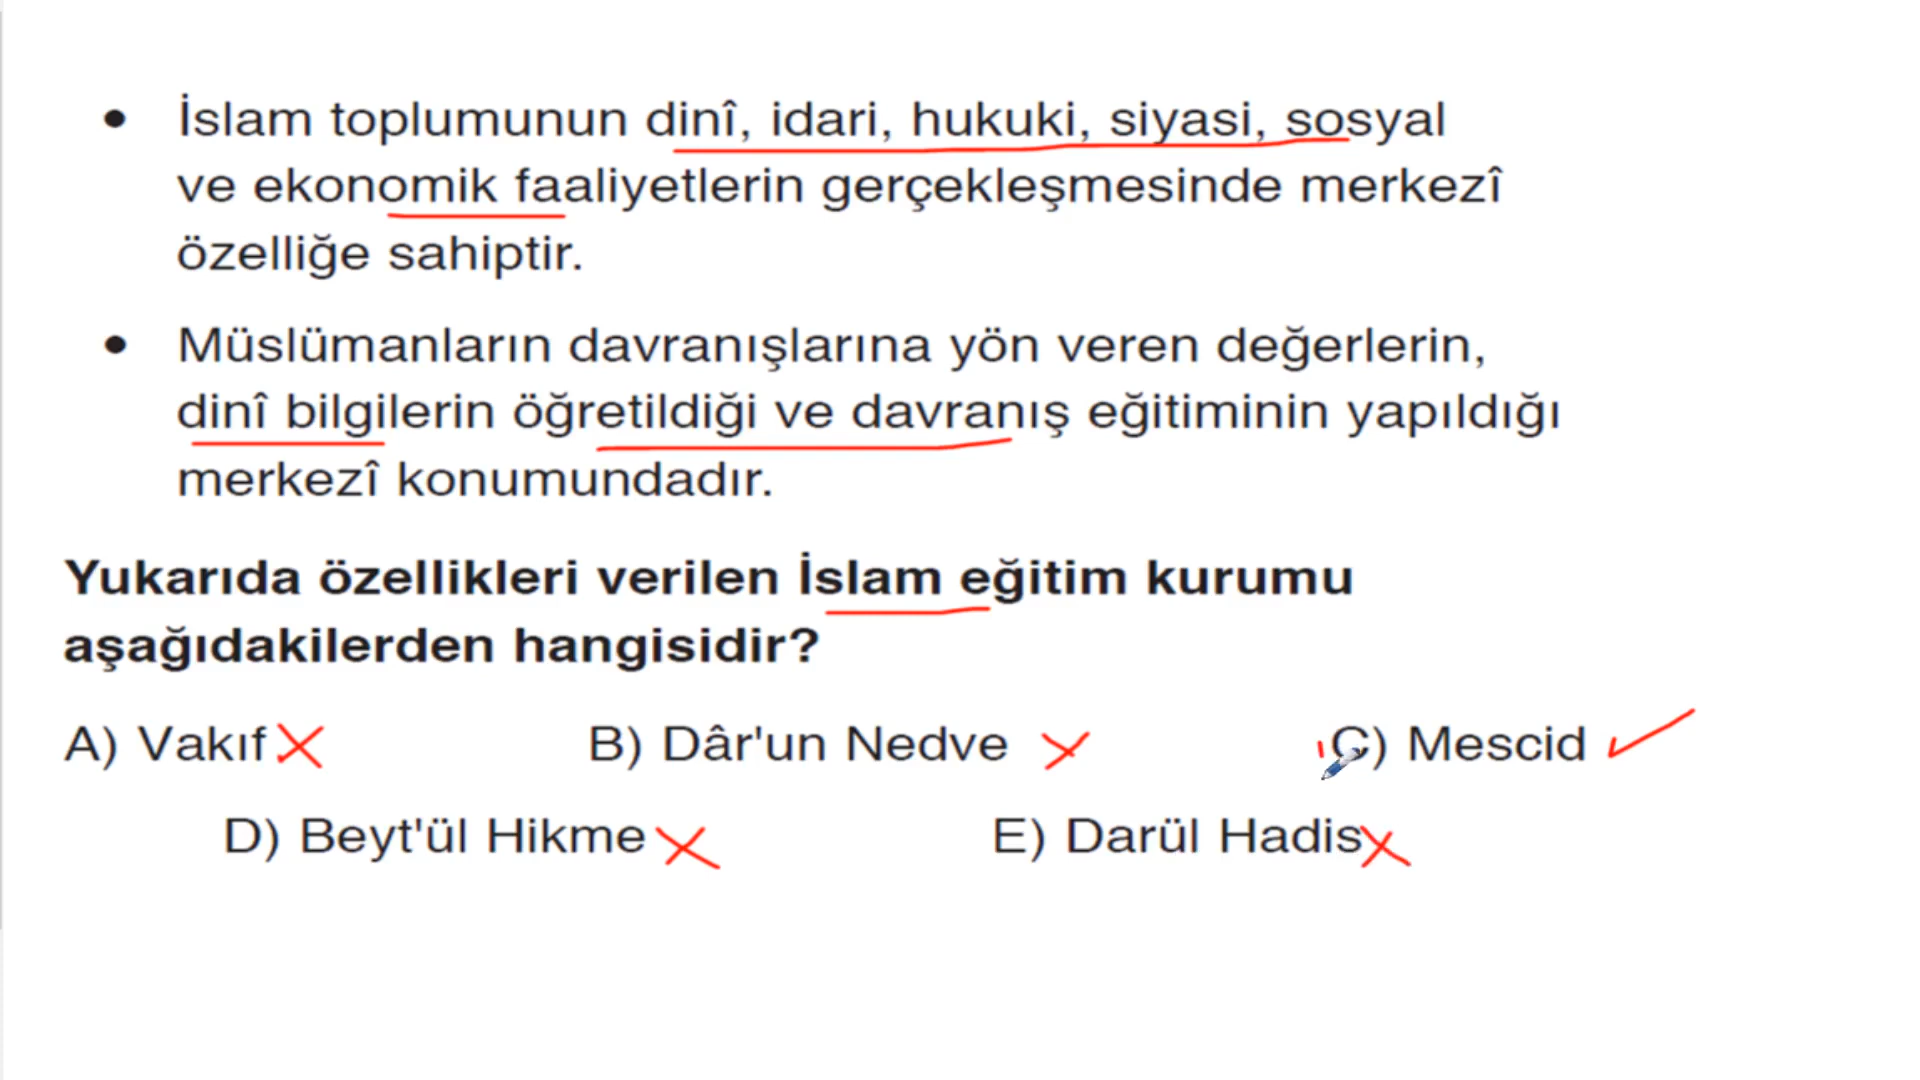 • İslam toplumunun dinî, idari, hukuki, siyasi, sosyal
ve ekonomik faaliyetlerin gerçekleşmesinde merkezî
özelliğe sahiptir.
• Müslümanların davranışlarına yön veren değerlerin,
dinî bilgilerin öğretildiği ve davranış eğitiminin yapıldığı
merkezî konumundadır.
Yukarıda özellikleri verilen İslam eğitim kurumu
aşağıdakilerden hangisidir?
A) Vakıf B) Dâr'un Nedve C) Mescid
D) Beyt'ül Hikme E) Darül Hadis